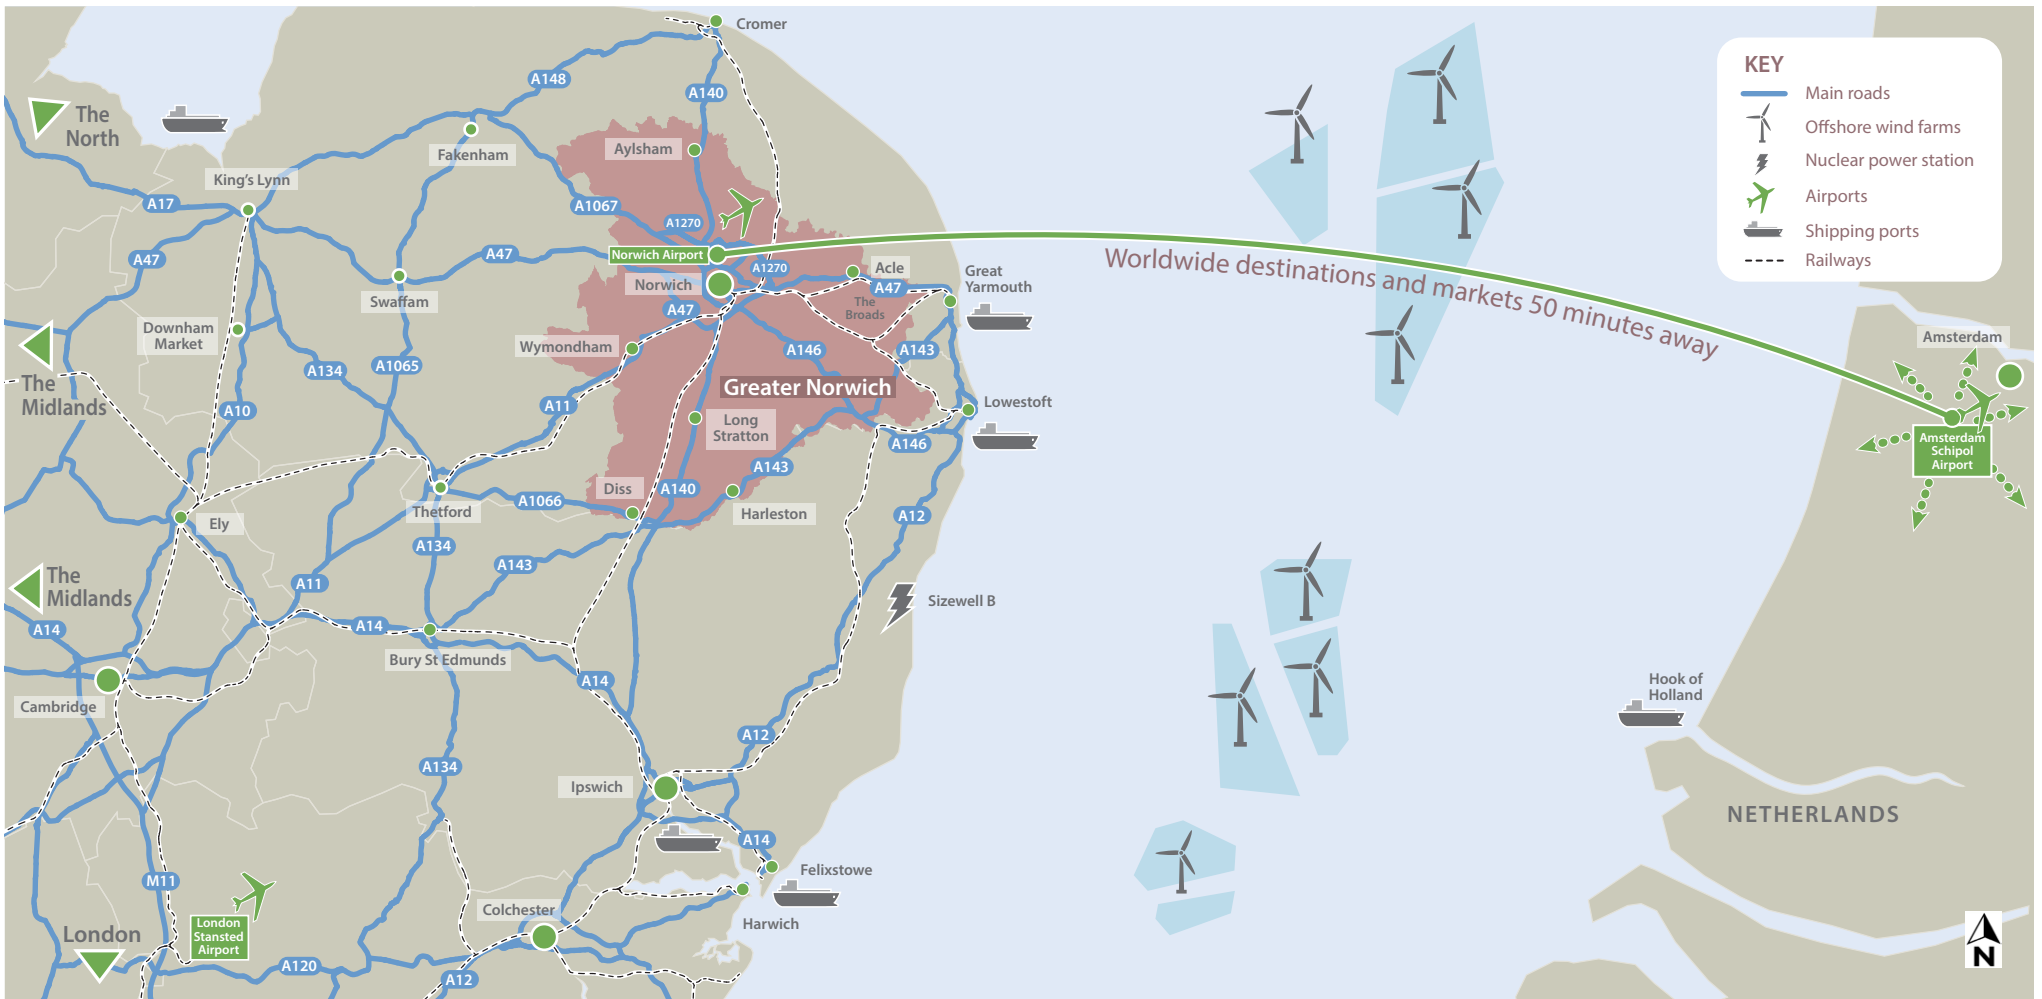 Cromer
KEY
Main roads
Offshore wind farms
Nuclear power station
Airports
Shipping ports
Railways
A148
A140
The
North
Fakenham
Aylsham
King's Lynn
A17
A1067
A1270
A47
A47
Norwich Airport
A1270
Acle
Great
Yarmouth
Worldwide destinations and markets 50 minutes away
Swaffam
Norwich
A47
The
Broads
A47
Downham
Market
Wymondham
A146
A143
Amsterdam
The
Midlands
A134
A1065
Greater Norwich
A10
A11
Long
Stratton
Lowestoft
A146
Amsterdam
Schipol
Airport
A143
Diss
A140
A1066
Thetford
Harleston
Ely
A12
A134
A143
The
Midlands
A11
Sizewell B
A14
A14
Bury St Edmunds
A14
Cambridge
Hook of
Holland
A12
A134
Ipswich
NETHERLANDS
A14
M11
Felixstowe
Colchester
Harwich
London
London
Stansted
Airport
A120
A12
N